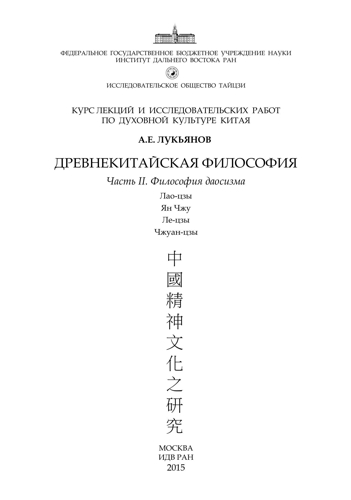 ФЕДЕРАЛЬНОЕ ГОСУДАРСТВЕННОЕ БЮДЖЕТНОЕ УЧРЕЖДЕНИЕ НАУКИ
ИНСТИТУТ ДАЛЬНЕГО ВОСТОКА РАН
ИССЛЕДОВАТЕЛЬСКОЕ ОБЩЕСТВО ТАЙЦЗИ
КУРС ЛЕКЦИЙ И ИССЛЕДОВАТЕЛЬСКИХ РАБОТ
ПО ДУХОВНОЙ КУЛЬТУРЕ КИТАЯ
А.Е. ЛУКЬЯНОВ
ДРЕВНЕКИТАЙСКАЯ ФИЛОСОФИЯ
Часть II. Философия даосизма
Лао-цзы
Ян Чжу
Ле-цзы
Чжуан-цзы
中國精神文化之研究
МОСКВА
ИДВ РАН
2015